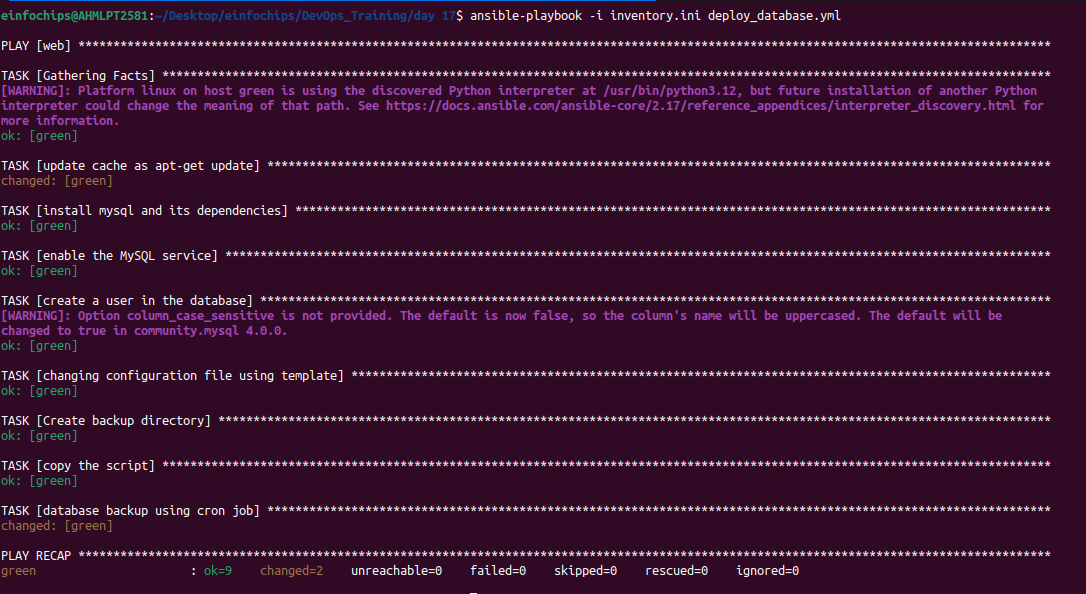 einfochips@AHMLPT2581:~/Desktop/einfochips/DevOps_Training/day 17$ ansible-playbook -i inventory.ini deploy_database.yml
PLAY [web] *******************************************************************************************************************************************
TASK [Gathering Facts] *******************************************************************************************************************************
[WARNING]: Platform linux on host green is using the discovered Python interpreter at /usr/bin/python3.12, but future installation of another Python
interpreter could change the meaning of that path. See https://docs.ansible.com/ansible-core/2.17/reference_appendices/interpreter_discovery.html for
more information.
ok: [green]
TASK [update cache as apt-get update] ****************************************************************************************************************
changed: [green]
TASK [install mysql and its dependencies] ************************************************************************************************************
ok: [green]
TASK [enable the MySQL service] **********************************************************************************************************************
ok: [green]
TASK [create a user in the database] *****************************************************************************************************************
[WARNING]: Option column_case_sensitive is not provided. The default is now false, so the column's name will be uppercased. The default will be
changed to true in community.mysql 4.0.0.
ok: [green]
TASK [changing configuration file using template] ****************************************************************************************************
ok: [green]
TASK [Create backup directory] ***********************************************************************************************************************
ok: [green]
TASK [copy the script] *******************************************************************************************************************************
ok: [green]
TASK [database backup using cron job] ****************************************************************************************************************
changed: [green]
PLAY RECAP *******************************************************************************************************************************************
green                      : ok=9    changed=2    unreachable=0    failed=0    skipped=0    rescued=0    ignored=0